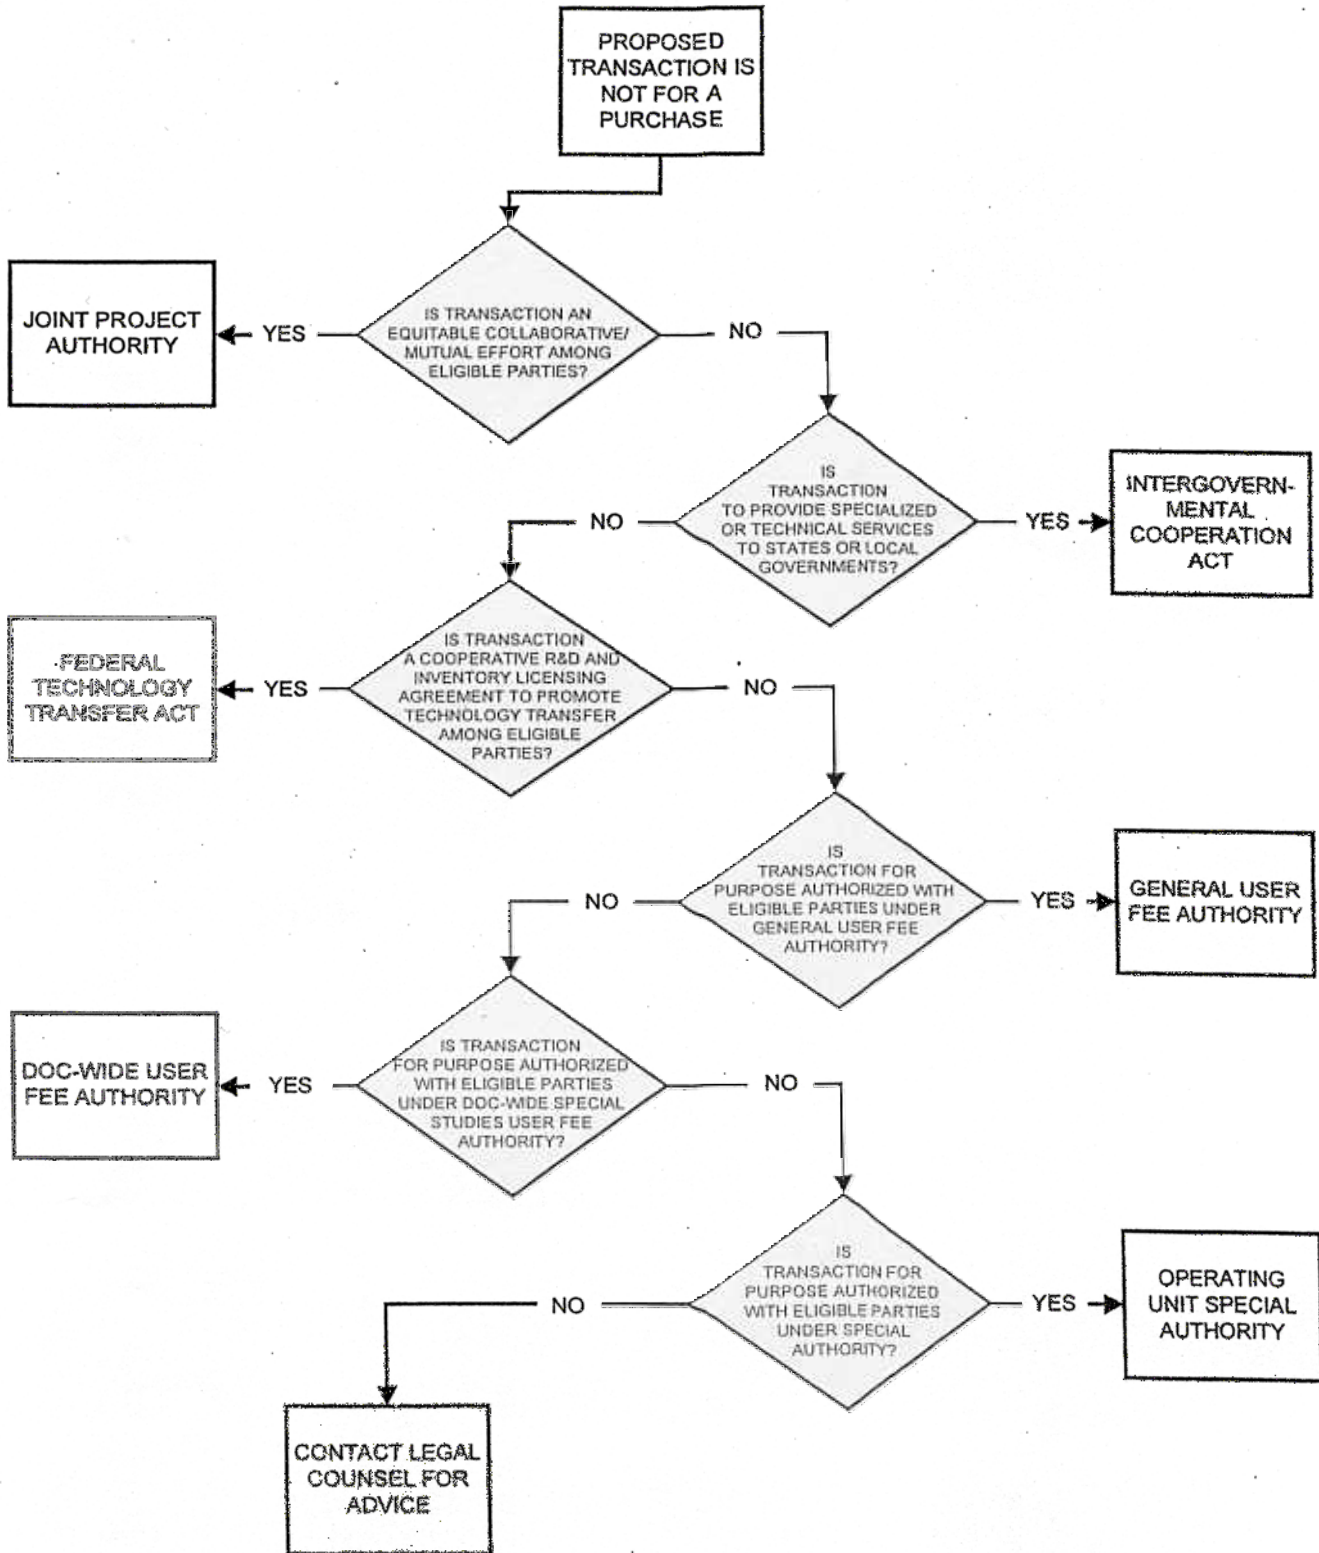 PROPOSED
TRANSACTION IS
NOT FOR A
PURCHASE
IS TRANSACTION AN
EQUITABLE COLLABORATIVE/
MUTUAL EFFORT AMONG
ELIGIBLE PARTIES?
YES
JOINT PROJECT
AUTHORITY
NO
IS
TRANSACTION
TO PROVIDE SPECIALIZED
OR TECHNICAL SERVICES
TO STATES OR LOCAL
GOVERNMENTS?
YES
INTERGOVERN-
MENTAL
COOPERATION
ACT
NO
IS TRANSACTION
A COOPERATIVE R&D AND
INVENTORY LICENSING
AGREEMENT TO PROMOTE
TECHNOLOGY TRANSFER
AMONG ELIGIBLE
PARTIES?
YES
FEDERAL
TECHNOLOGY
TRANSFER ACT
NO
IS
TRANSACTION FOR
PURPOSE AUTHORIZED WITH
ELIGIBLE PARTIES UNDER
GENERAL USER FEE
AUTHORITY?
YES
GENERAL USER
FEE AUTHORITY
NO
IS TRANSACTION
FOR PURPOSE AUTHORIZED
WITH ELIGIBLE PARTIES
UNDER DOC-WIDE SPECIAL
STUDIES USER FEE
AUTHORITY?
YES
DOC-WIDE USER
FEE AUTHORITY
NO
IS
TRANSACTION FOR
PURPOSE AUTHORIZED
WITH ELIGIBLE PARTIES
UNDER SPECIAL
AUTHORITY?
YES
OPERATING
UNIT SPECIAL
AUTHORITY
NO
CONTACT LEGAL
COUNSEL FOR
ADVICE